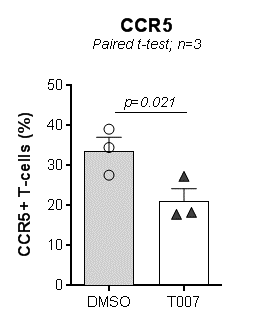 CCR5
Paired t-test; n=3
p=0.021
CCR5+ T-cells (%)
50
40
30
20
10
0
DMSO
T007